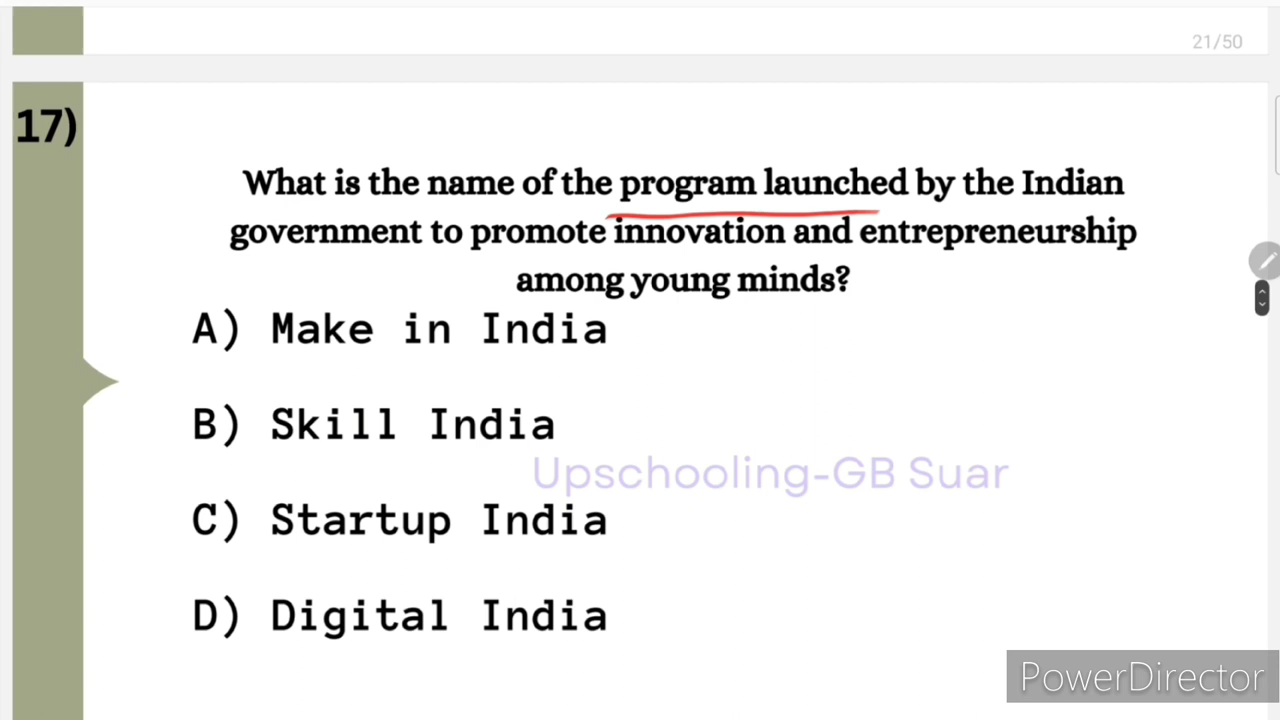 21/50
17)
What is the name of the program launched by the Indian
government to promote innovation and entrepreneurship
among young minds?
A) Make in India
B) Skill India
Upschooling-GB Suar
C) Startup India
D) Digital India
PowerDirector